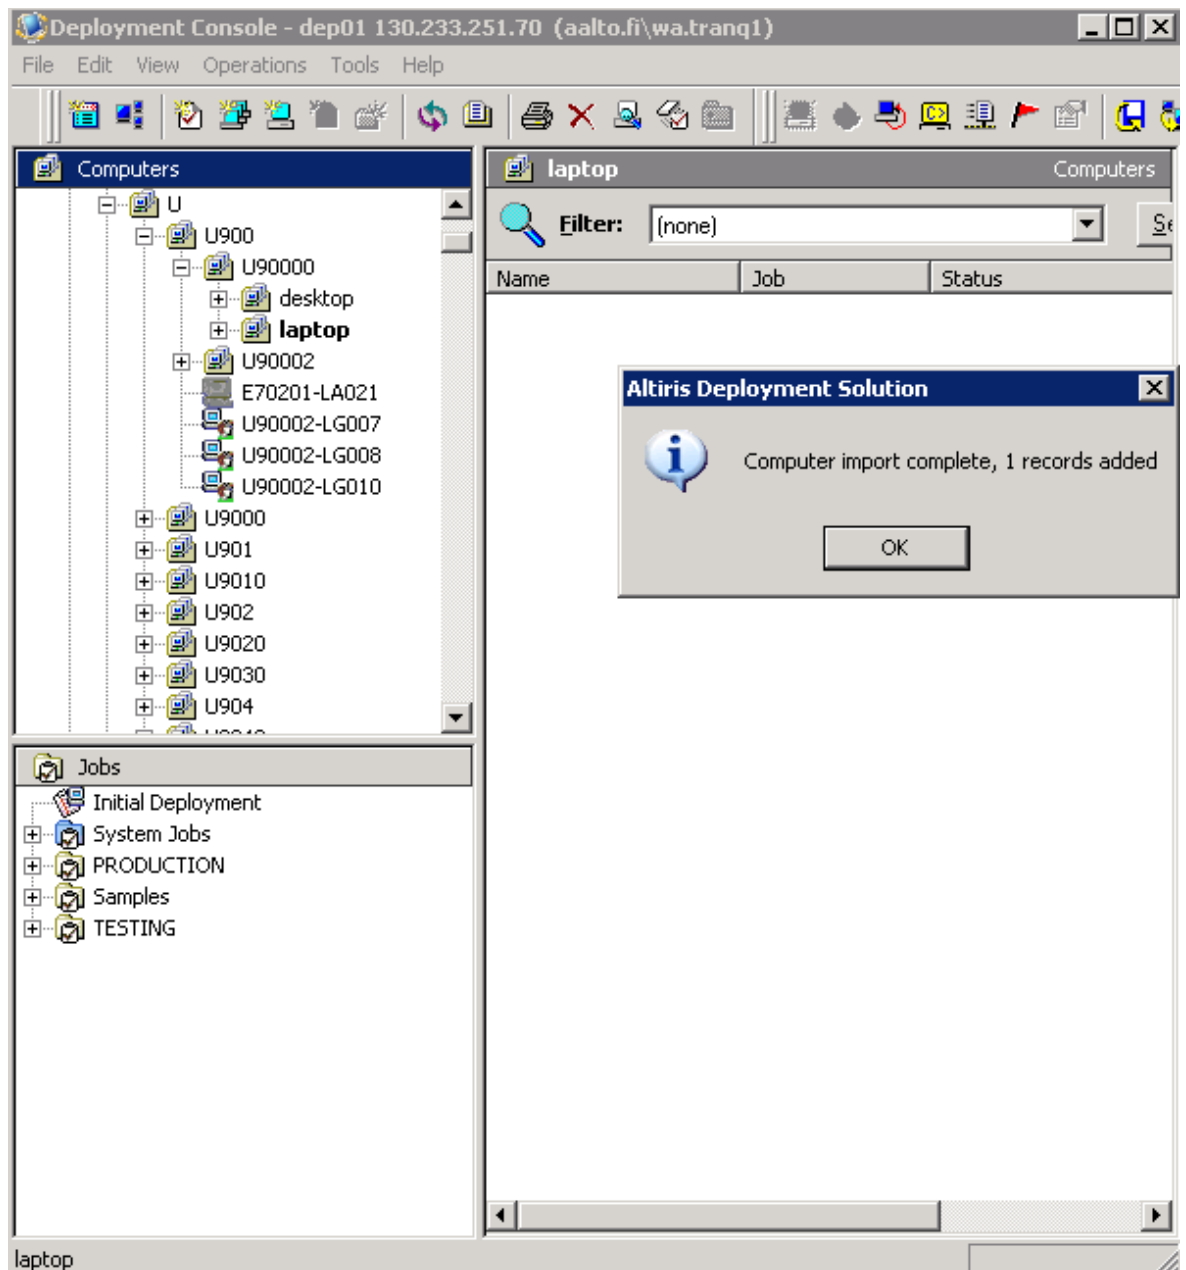 Deployment Console - dep01 130.233.251.70 (aalto.fi\wa.tranq1)
File Edit View Operations Tools Help
Computers
U
U900
U90000
desktop
laptop
U90002
E70201-LA021
U90002-LG007
U90002-LG008
U90002-LG010
U9000
U901
U9010
U902
U9020
U9030
U904
Jobs
Initial Deployment
System Jobs
PRODUCTION
Samples
TESTING
laptop Computers
Filter: (none)
Name Job Status
Altiris Deployment Solution
Computer import complete, 1 records added
OK
laptop